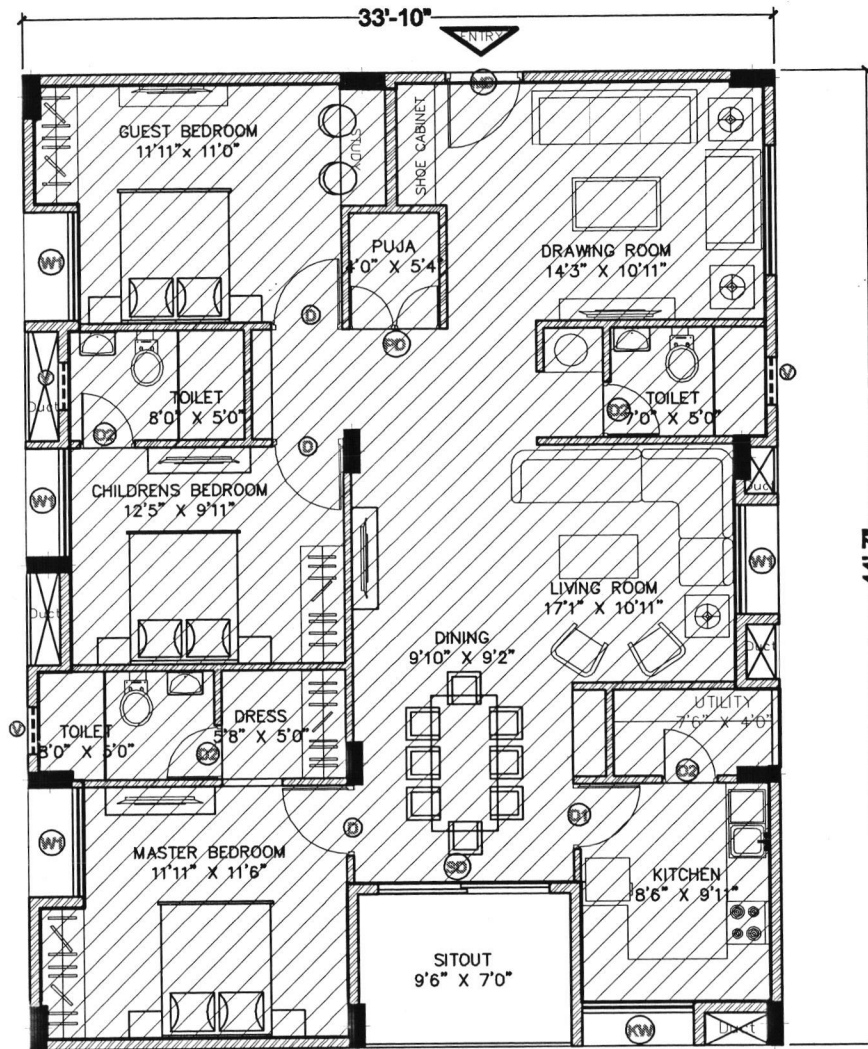 33'-10"
ENTRY
MD
GUEST BEDROOM
11'11"x 11'0"
STUDY
SHOE CABINET
W1
PUJA
4'0" X 5'4"
DRAWING ROOM
14'3" X 10'11"
D
PD
V
Duct
TOILET
8'0" X 5'0"
D2
TOILET
7'0" X 5'0"
D2
V
D
CHILDRENS BEDROOM
12'5" X 9'11"
W1
Duct
W1
LIVING ROOM
17'1" X 10'11"
Duct
DINING
9'10" X 9'2"
Duct
V
TOILET
8'0" X 5'0"
D2
DRESS
5'8" X 5'0"
UTILITY
7'6" X 4'0"
D2
W1
MASTER BEDROOM
11'11" X 11'6"
D
D1
SD
KITCHEN
8'6" X 9'11"
SITOUT
9'6" X 7'0"
KW
Duct